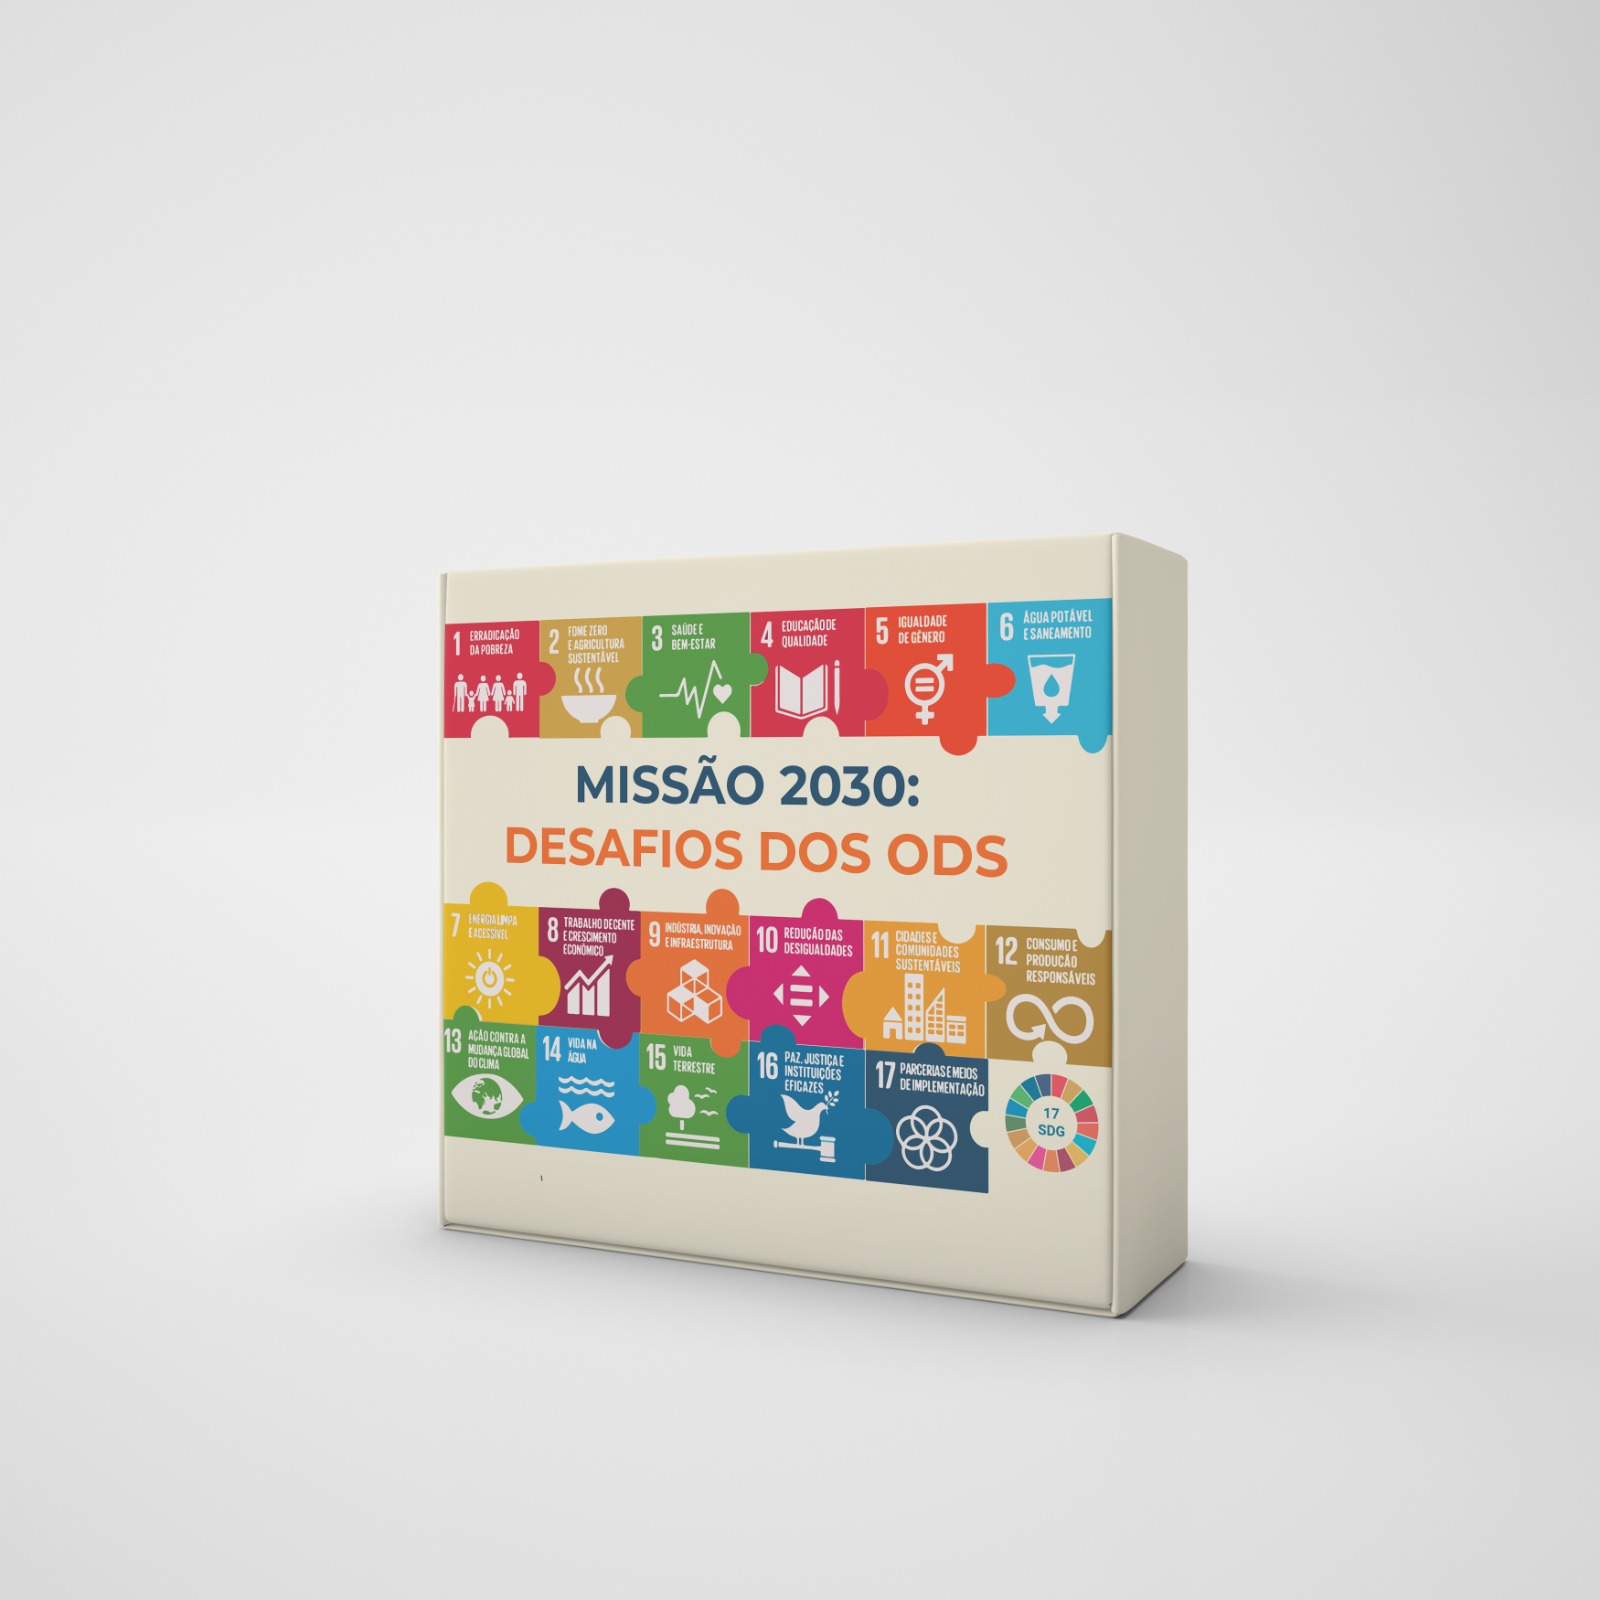 1 ERRADICAÇÃO
DA POBREZA
2 FOME ZERO
E AGRICULTURA
SUSTENTÁVEL
3 SAÚDE E
BEM-ESTAR
4 EDUCAÇÃO DE
QUALIDADE
5 IGUALDADE
DE GÊNERO
6 ÁGUA POTÁVEL
E SANEAMENTO
MISSÃO 2030:
DESAFIOS DOS ODS
7 ENERGIA LIMPA
E ACESSÍVEL
8 TRABALHO DECENTE
E CRESCIMENTO
ECONÔMICO
9 INDÚSTRIA, INOVAÇÃO
E INFRAESTRUTURA
10 REDUÇÃO DAS
DESIGUALDADES
11 CIDADES E
COMUNIDADES
SUSTENTÁVEIS
12 CONSUMO E
PRODUÇÃO
RESPONSÁVEIS
13 AÇÃO CONTRA A
MUDANÇA GLOBAL
DO CLIMA
14 VIDA NA
ÁGUA
15 VIDA
TERRESTRE
16 PAZ, JUSTIÇA E
INSTITUIÇÕES
EFICAZES
17 PARCERIAS E MEIOS
DE IMPLEMENTAÇÃO
17
SDG